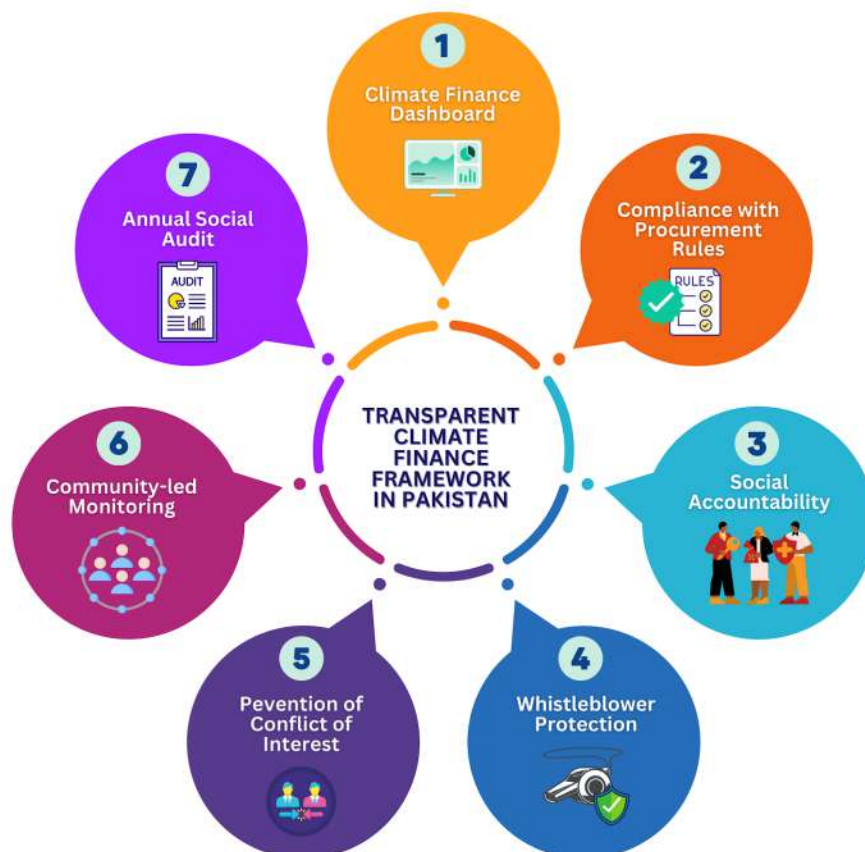 1
Climate Finance
Dashboard
2
Compliance with
Procurement
Rules
RULES
3
Social
Accountability
4
Whistleblower
Protection
5
Pevention of
Conflict of
Interest
6
Community-led
Monitoring
7
Annual Social
Audit
AUDIT
TRANSPARENT
CLIMATE
FINANCE
FRAMEWORK
IN PAKISTAN